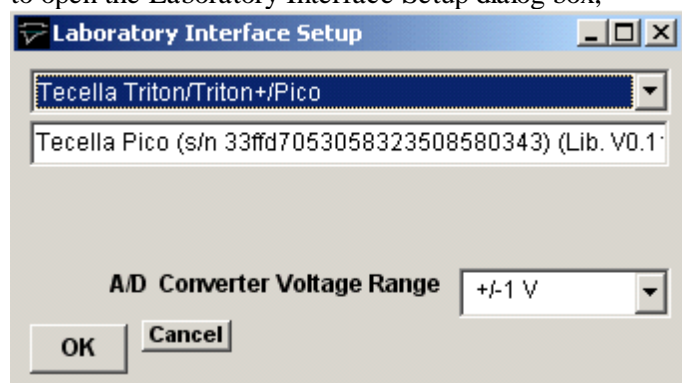 to open the Laboratory Interface Setup dialog box,
Laboratory Interface Setup
Tecella Triton/Triton+/Pico
Tecella Pico (s/n 33ffd7053058323508580343) (Lib. V0.1
A/D Converter Voltage Range
+/-1 V
OK
Cancel